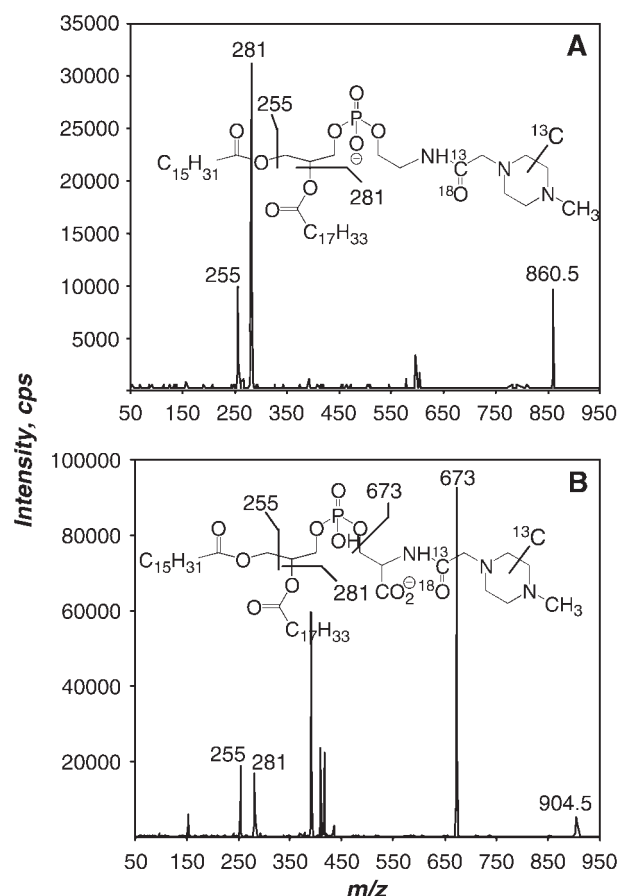 35000
30000
25000
20000
15000
10000
5000
A
281
255
860.5
255
281
O
O
O
P
O
O
⊖
O
O
C15H31
C17H33
NH
13
18O
N
N
13C
CH3
50 150 250 350 450 550 650 750 850 950
Intensity, cps
100000
80000
60000
40000
20000
B
673
255
673
281
255
281
904.5
O
O
O
P
O
OH
O
O
C15H31
C17H33
CO2⊖
NH
13
18O
N
N
13C
CH3
50 150 250 350 450 550 650 750 850 950
m/z